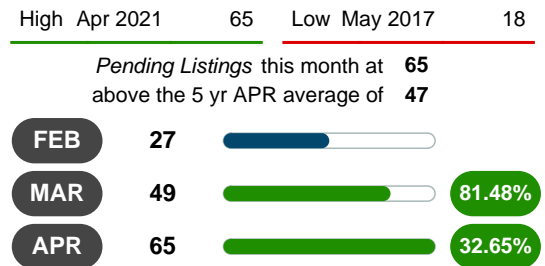 High Apr 2021 65 Low May 2017 18
Pending Listings this month at 65
above the 5 yr APR average of 47
FEB 27
MAR 49 81.48%
APR 65 32.65%